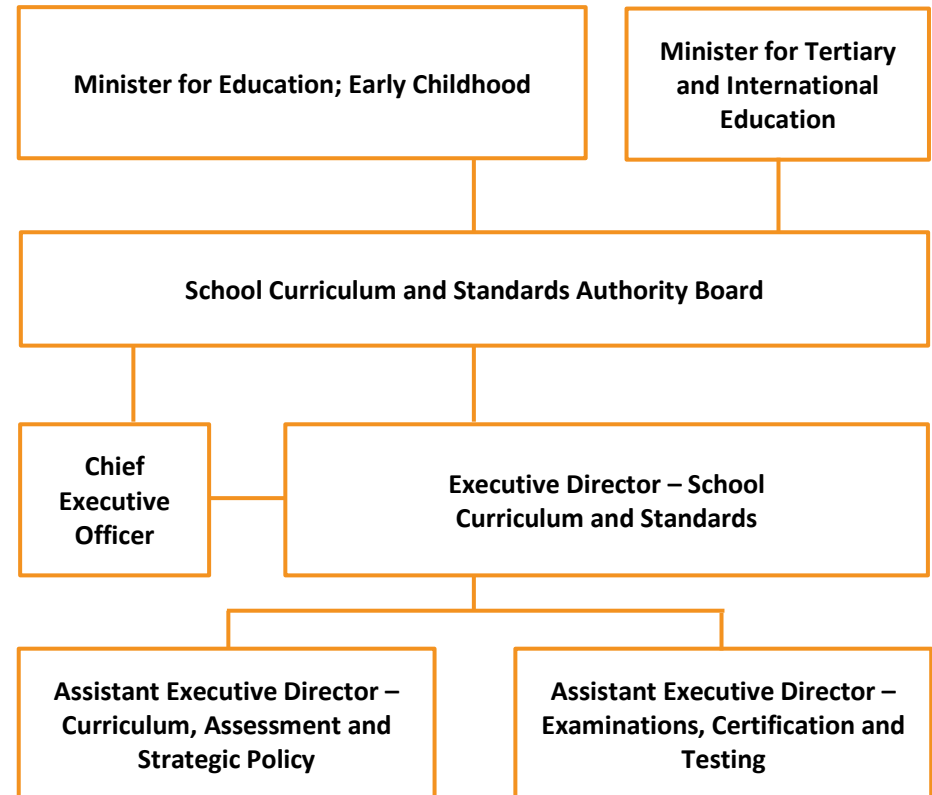 Minister for Education; Early Childhood
Minister for Tertiary
and International
Education
School Curriculum and Standards Authority Board
Chief
Executive
Officer
Executive Director – School
Curriculum and Standards
Assistant Executive Director –
Curriculum, Assessment and
Strategic Policy
Assistant Executive Director –
Examinations, Certification and
Testing